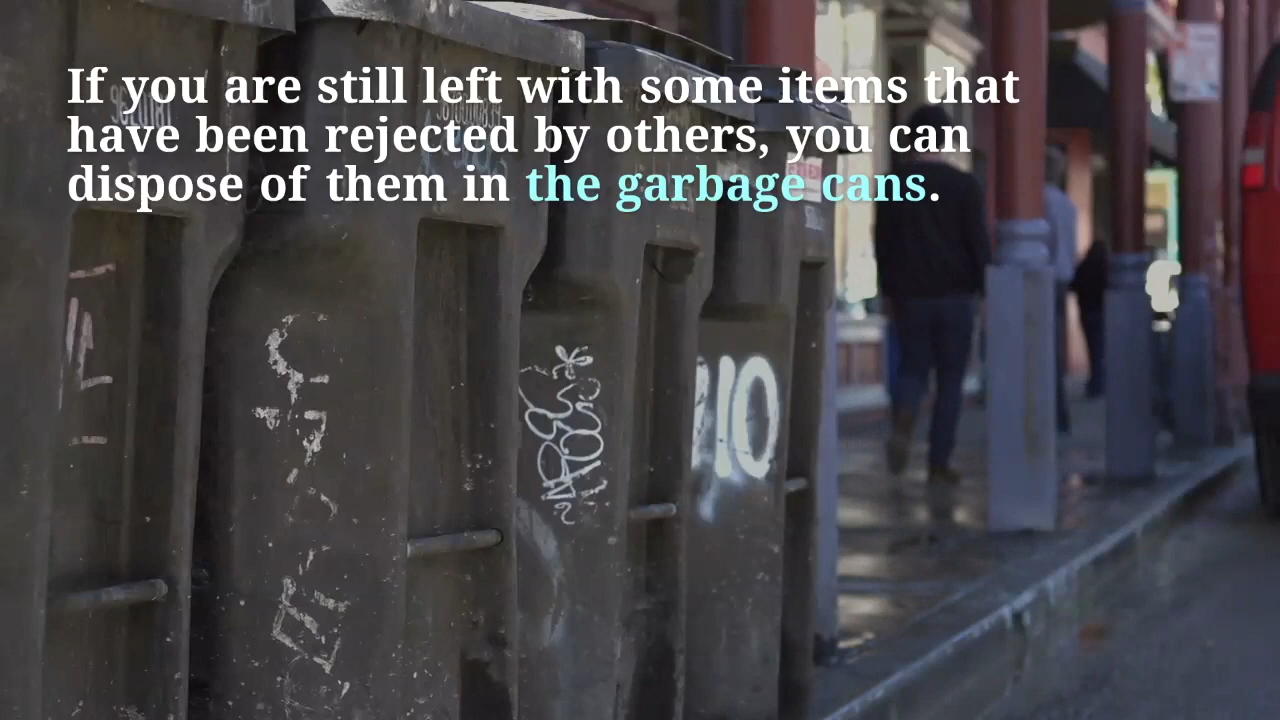 If you are still left with some items that
have been rejected by others, you can
dispose of them in the garbage cans.
10